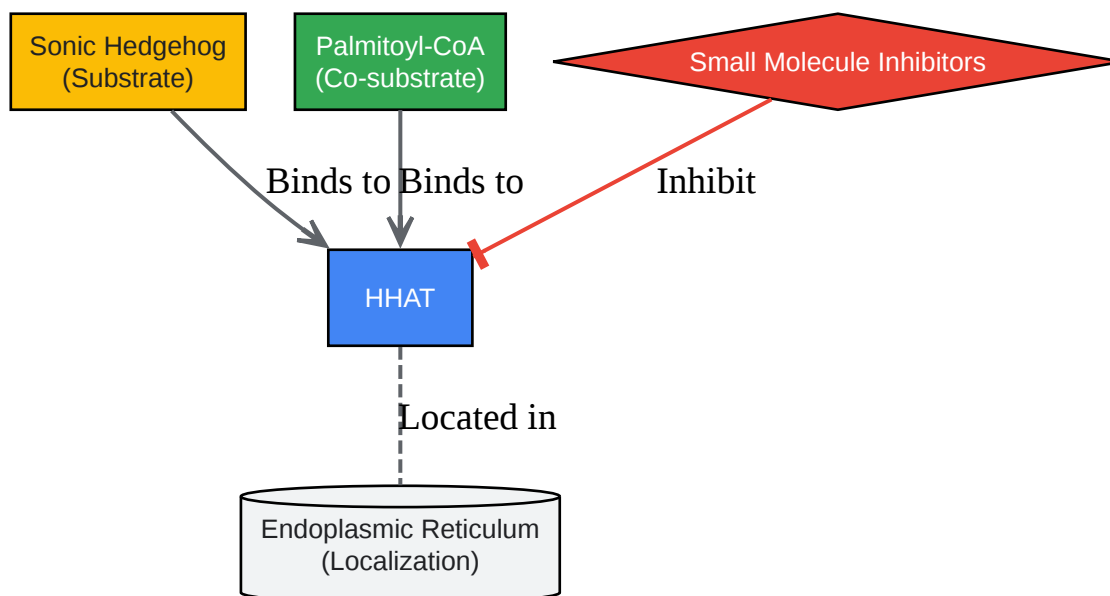 Sonic Hedgehog
(Substrate)
Palmitoyl-CoA
(Co-substrate)
Small Molecule Inhibitors
Binds to
Binds to
Inhibit
HHAT
Located in
Endoplasmic Reticulum
(Localization)